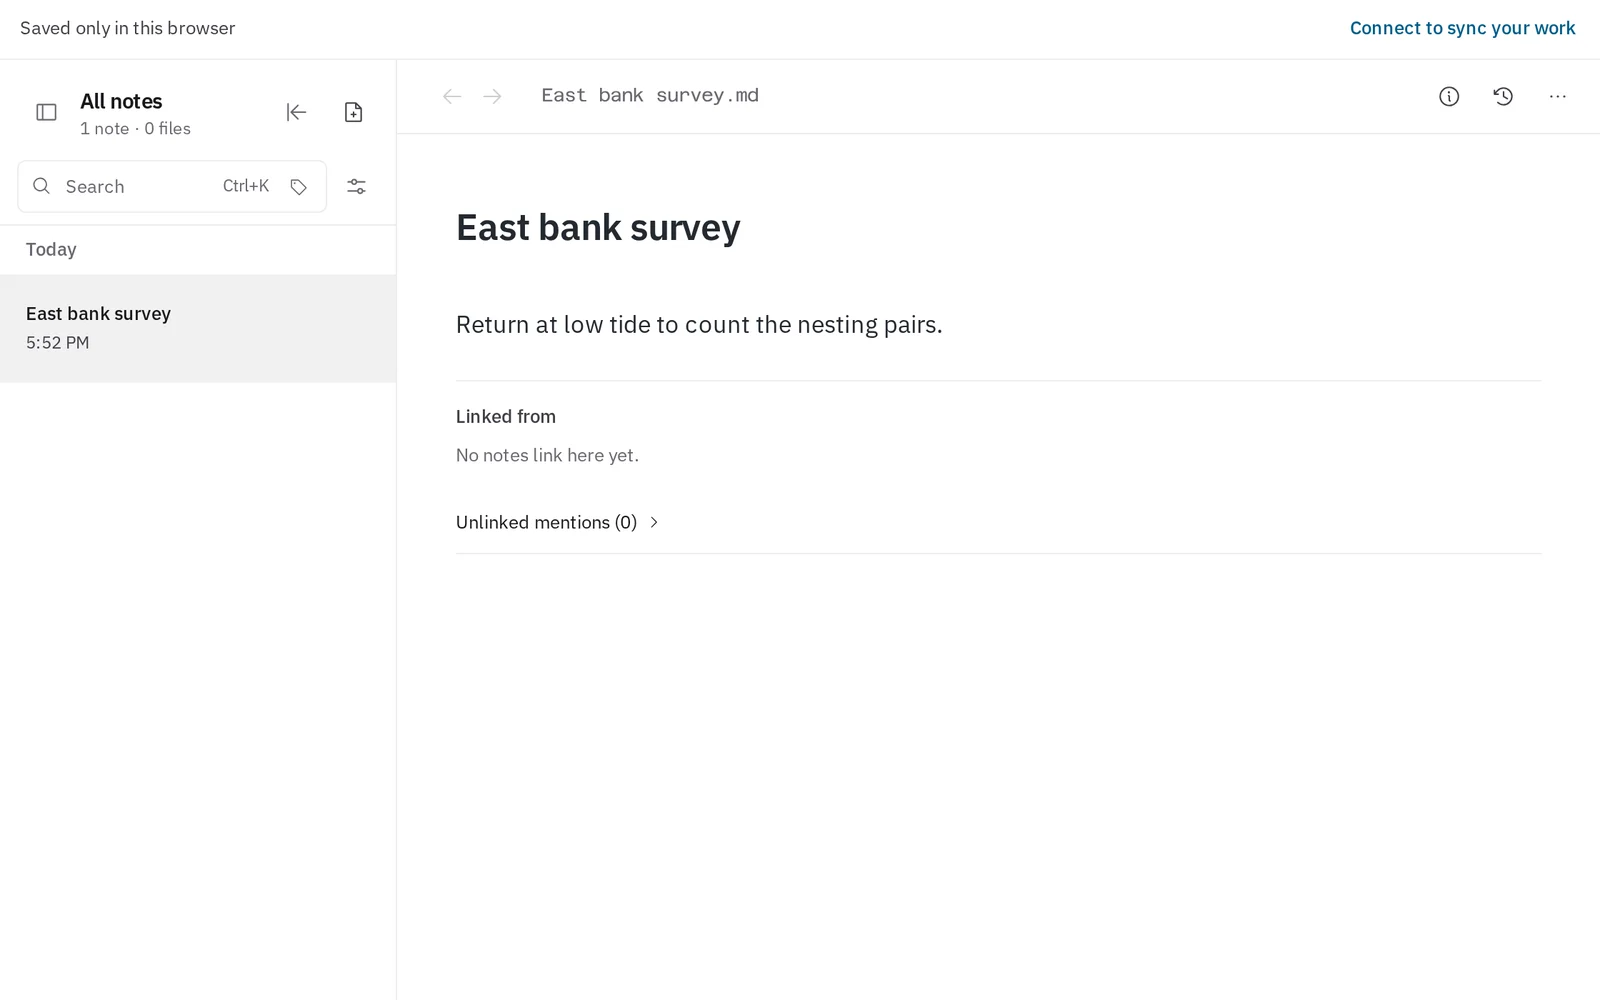 Saved only in this browser
Connect to sync your work
All notes
1 note · 0 files
Search
Ctrl+K
Today
East bank survey
5:52 PM
East bank survey.md
East bank survey
Return at low tide to count the nesting pairs.
Linked from
No notes link here yet.
Unlinked mentions (0)